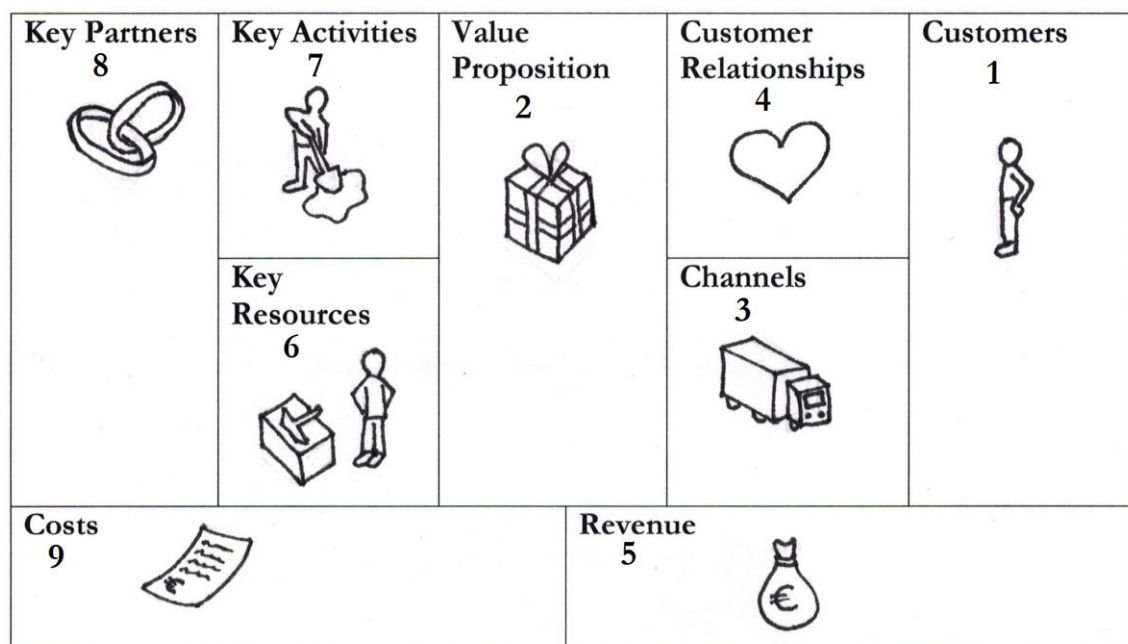 Key Partners
8
Key Activities
7
Value
Proposition
2
Customer
Relationships
4
Customers
1
Key
Resources
6
Channels
3
Costs
9
Revenue
5
€